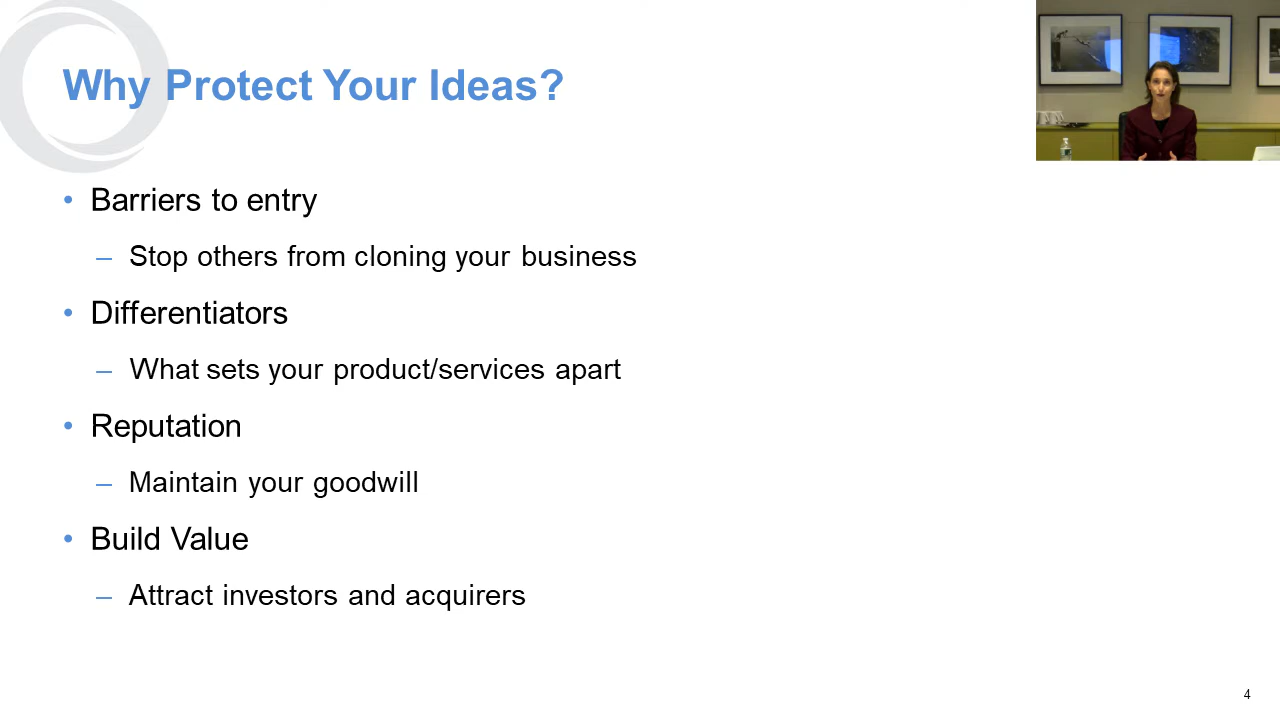 Why Protect Your Ideas?
• Barriers to entry
– Stop others from cloning your business
• Differentiators
– What sets your product/services apart
• Reputation
– Maintain your goodwill
• Build Value
– Attract investors and acquirers
4